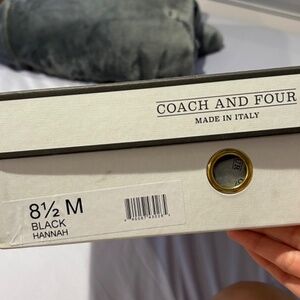 COACH AND FOUR
MADE IN ITALY
8½ M
BLACK
HANNAH